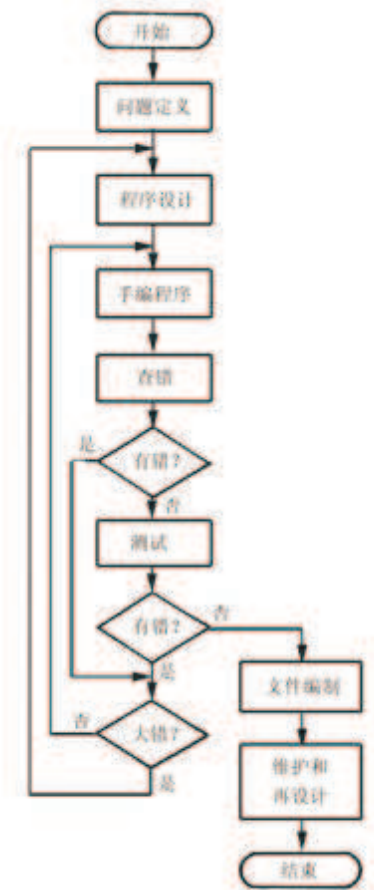 开始
问题定义
程序设计
手编程序
查错
是
有错?
否
测试
有错?
否
是
文件编制
否
大错?
是
维护和
再设计
结束